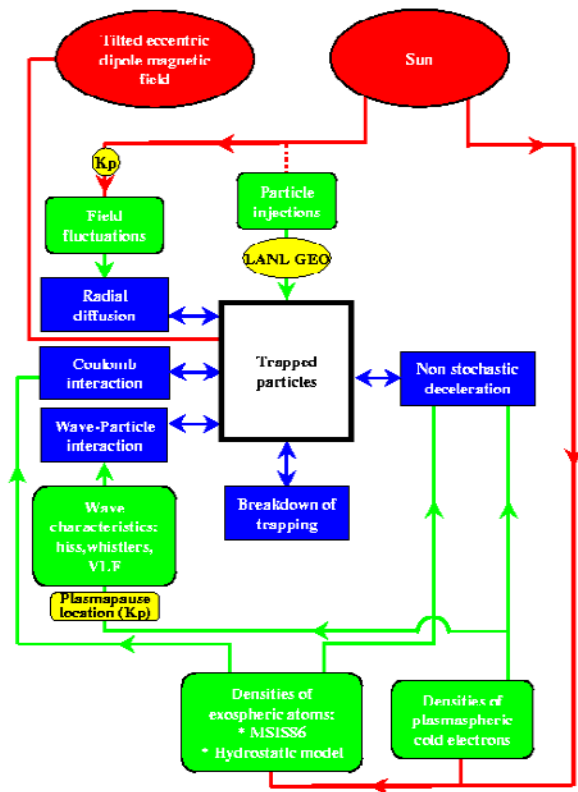 Tilted eccentric
dipole magnetic
field
Sun
Kp
Particle
injections
Field
fluctuations
LANL GEO
Radial
diffusion
Trapped
particles
Coulomb
interaction
Non stochastic
deceleration
Wave-Particle
interaction
Breakdown of
trapping
Wave
characteristics:
hiss,whistlers,
VLF
Plasmapause
location (Kp)
Densities of
exospheric atoms:
* MSIS86
* Hydrostatic model
Densities of
plasmaspheric
cold electrons